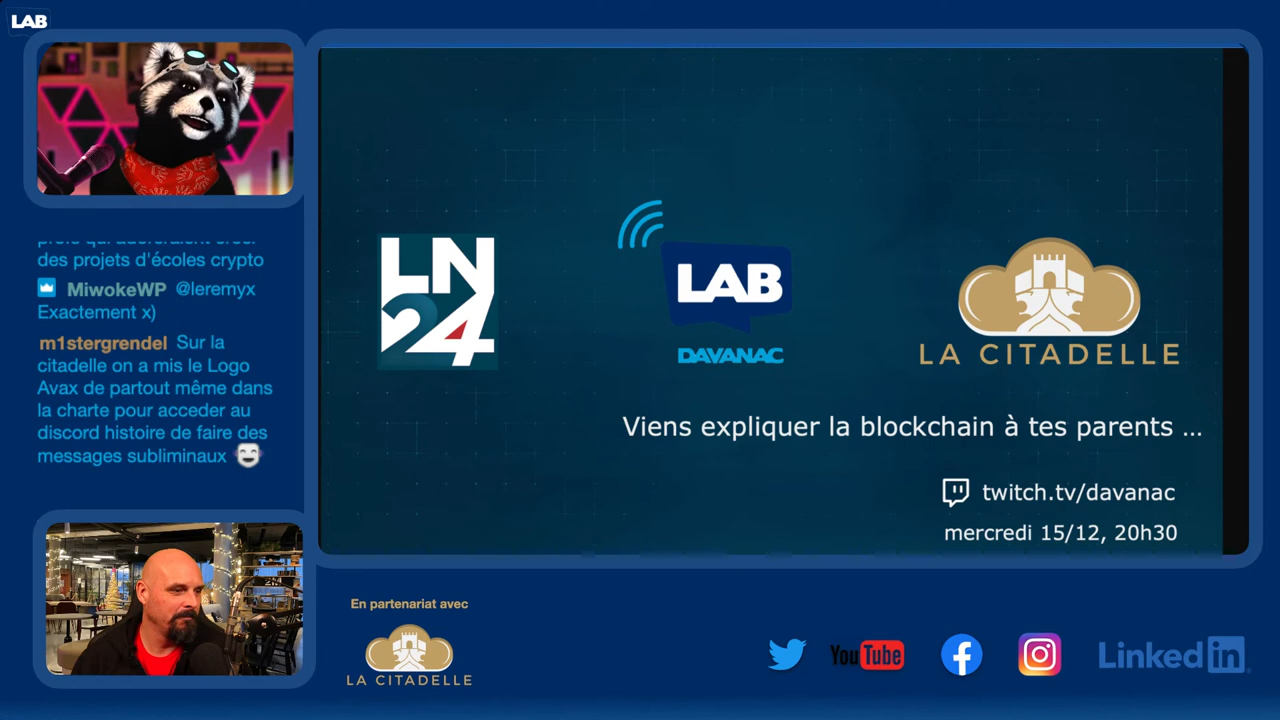 LAB
des projets d'écoles crypto
MiwokeWP @leremyx
Exactement x)
m1stergrendel Sur la
citadelle on a mis le Logo
Avax de partout même dans
la charte pour acceder au
discord histoire de faire des
messages subliminaux
LN
24
LAB
DAVANAC
LA CITADELLE
Viens expliquer la blockchain à tes parents ...
twitch.tv/davanac
mercredi 15/12, 20h30
En partenariat avec
LA CITADELLE
YouTube
LinkedIn